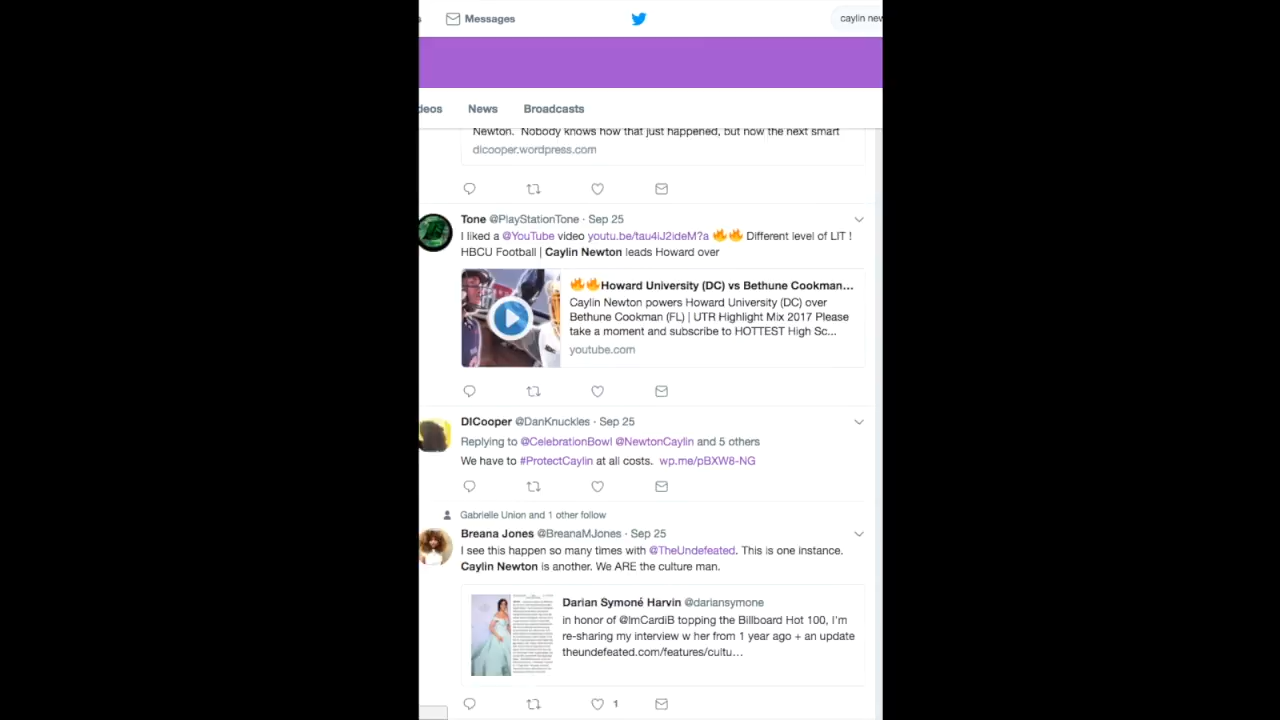 Messages
caylin new
deos News Broadcasts
Newton. Nobody knows how that just happened, but now the next smart
dicooper.wordpress.com
Tone @PlayStationTone · Sep 25
I liked a @YouTube video youtu.be/tau4iJ2ideM?a 🔥🔥 Different level of LIT !
HBCU Football | Caylin Newton leads Howard over
🔥🔥Howard University (DC) vs Bethune Cookman...
Caylin Newton powers Howard University (DC) over
Bethune Cookman (FL) | UTR Highlight Mix 2017 Please
take a moment and subscribe to HOTTEST High Sc...
youtube.com
DICooper @DanKnuckles · Sep 25
Replying to @CelebrationBowl @NewtonCaylin and 5 others
We have to #ProtectCaylin at all costs. wp.me/pBXW8-NG
Gabrielle Union and 1 other follow
Breana Jones @BreanaMJones · Sep 25
I see this happen so many times with @TheUndefeated. This is one instance.
Caylin Newton is another. We ARE the culture man.
Darian Symoné Harvin @dariansymone
in honor of @ImCardiB topping the Billboard Hot 100, I'm
re-sharing my interview w her from 1 year ago + an update
theundefeated.com/features/cultu…
1